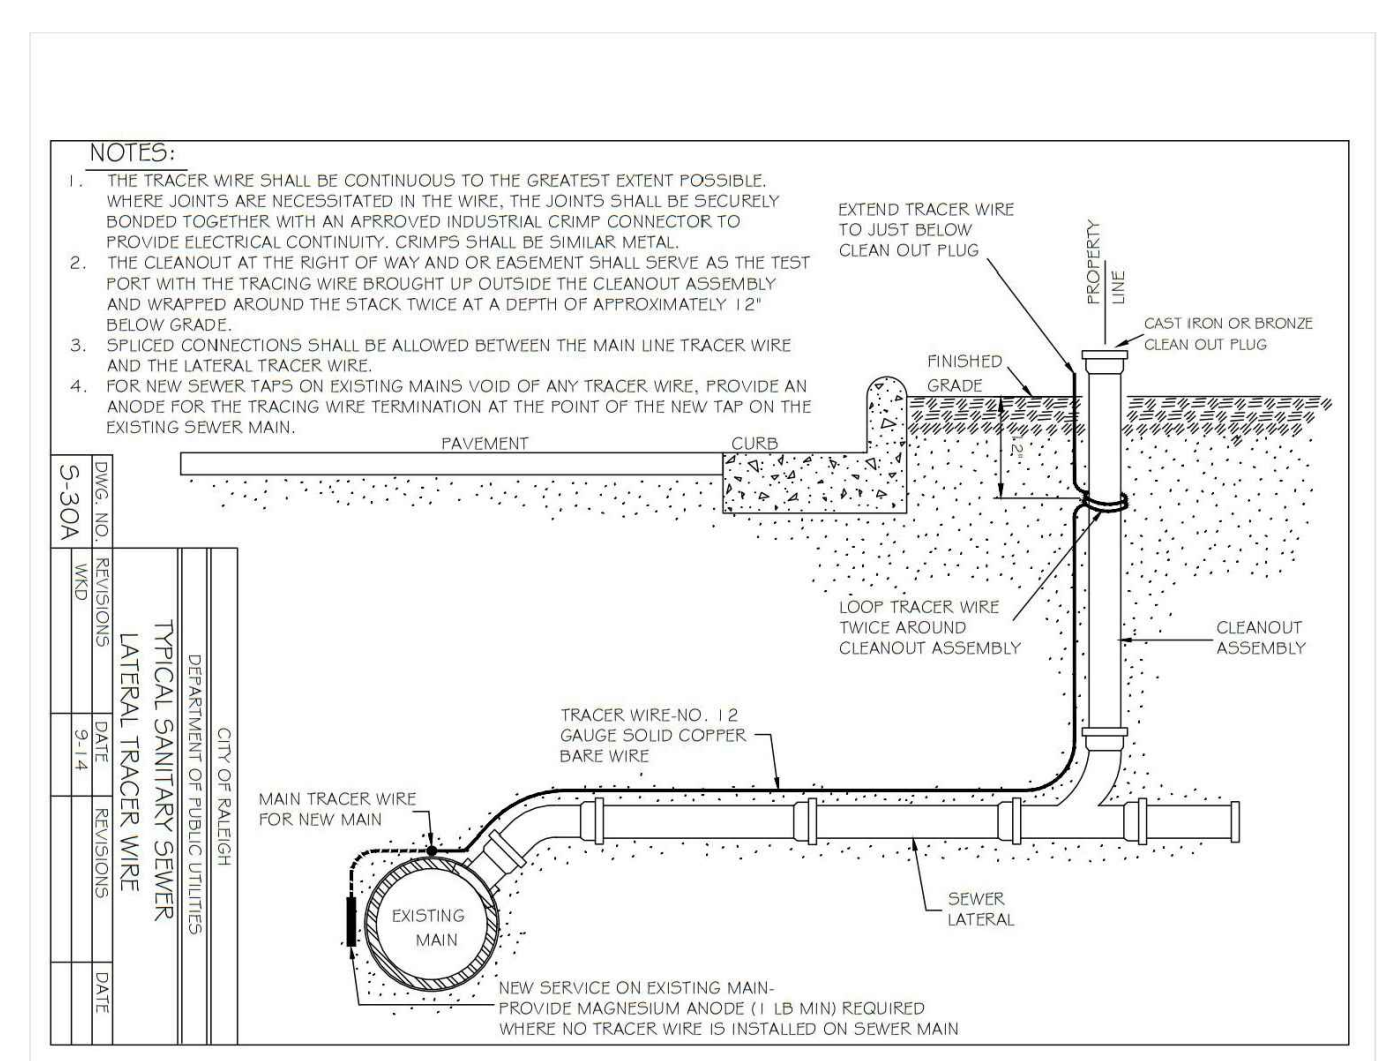 NOTES:
1. THE TRACER WIRE SHALL BE CONTINUOUS TO THE GREATEST EXTENT POSSIBLE.
WHERE JOINTS ARE NECESSITATED IN THE WIRE, THE JOINTS SHALL BE SECURELY
BONDED TOGETHER WITH AN APRROVED INDUSTRIAL CRIMP CONNECTOR TO
PROVIDE ELECTRICAL CONTINUITY. CRIMPS SHALL BE SIMILAR METAL.
2. THE CLEANOUT AT THE RIGHT OF WAY AND OR EASEMENT SHALL SERVE AS THE TEST
PORT WITH THE TRACING WIRE BROUGHT UP OUTSIDE THE CLEANOUT ASSEMBLY
AND WRAPPED AROUND THE STACK TWICE AT A DEPTH OF APPROXIMATELY 12"
BELOW GRADE.
3. SPLICED CONNECTIONS SHALL BE ALLOWED BETWEEN THE MAIN LINE TRACER WIRE
AND THE LATERAL TRACER WIRE.
4. FOR NEW SEWER TAPS ON EXISTING MAINS VOID OF ANY TRACER WIRE, PROVIDE AN
ANODE FOR THE TRACING WIRE TERMINATION AT THE POINT OF THE NEW TAP ON THE
EXISTING SEWER MAIN.
EXTEND TRACER WIRE
TO JUST BELOW
CLEAN OUT PLUG
PROPERTY
LINE
CAST IRON OR BRONZE
CLEAN OUT PLUG
FINISHED
GRADE
12"
PAVEMENT
CURB
LOOP TRACER WIRE
TWICE AROUND
CLEANOUT ASSEMBLY
CLEANOUT
ASSEMBLY
TRACER WIRE-NO. 12
GAUGE SOLID COPPER
BARE WIRE
MAIN TRACER WIRE
FOR NEW MAIN
EXISTING
MAIN
SEWER
LATERAL
NEW SERVICE ON EXISTING MAIN-
PROVIDE MAGNESIUM ANODE (1 LB MIN) REQUIRED
WHERE NO TRACER WIRE IS INSTALLED ON SEWER MAIN
CITY OF RALEIGH
DEPARTMENT OF PUBLIC UTILITIES
TYPICAL SANITARY SEWER
LATERAL TRACER WIRE
DWG. NO. REVISIONS DATE REVISIONS DATE
S-30A WKD 9-14